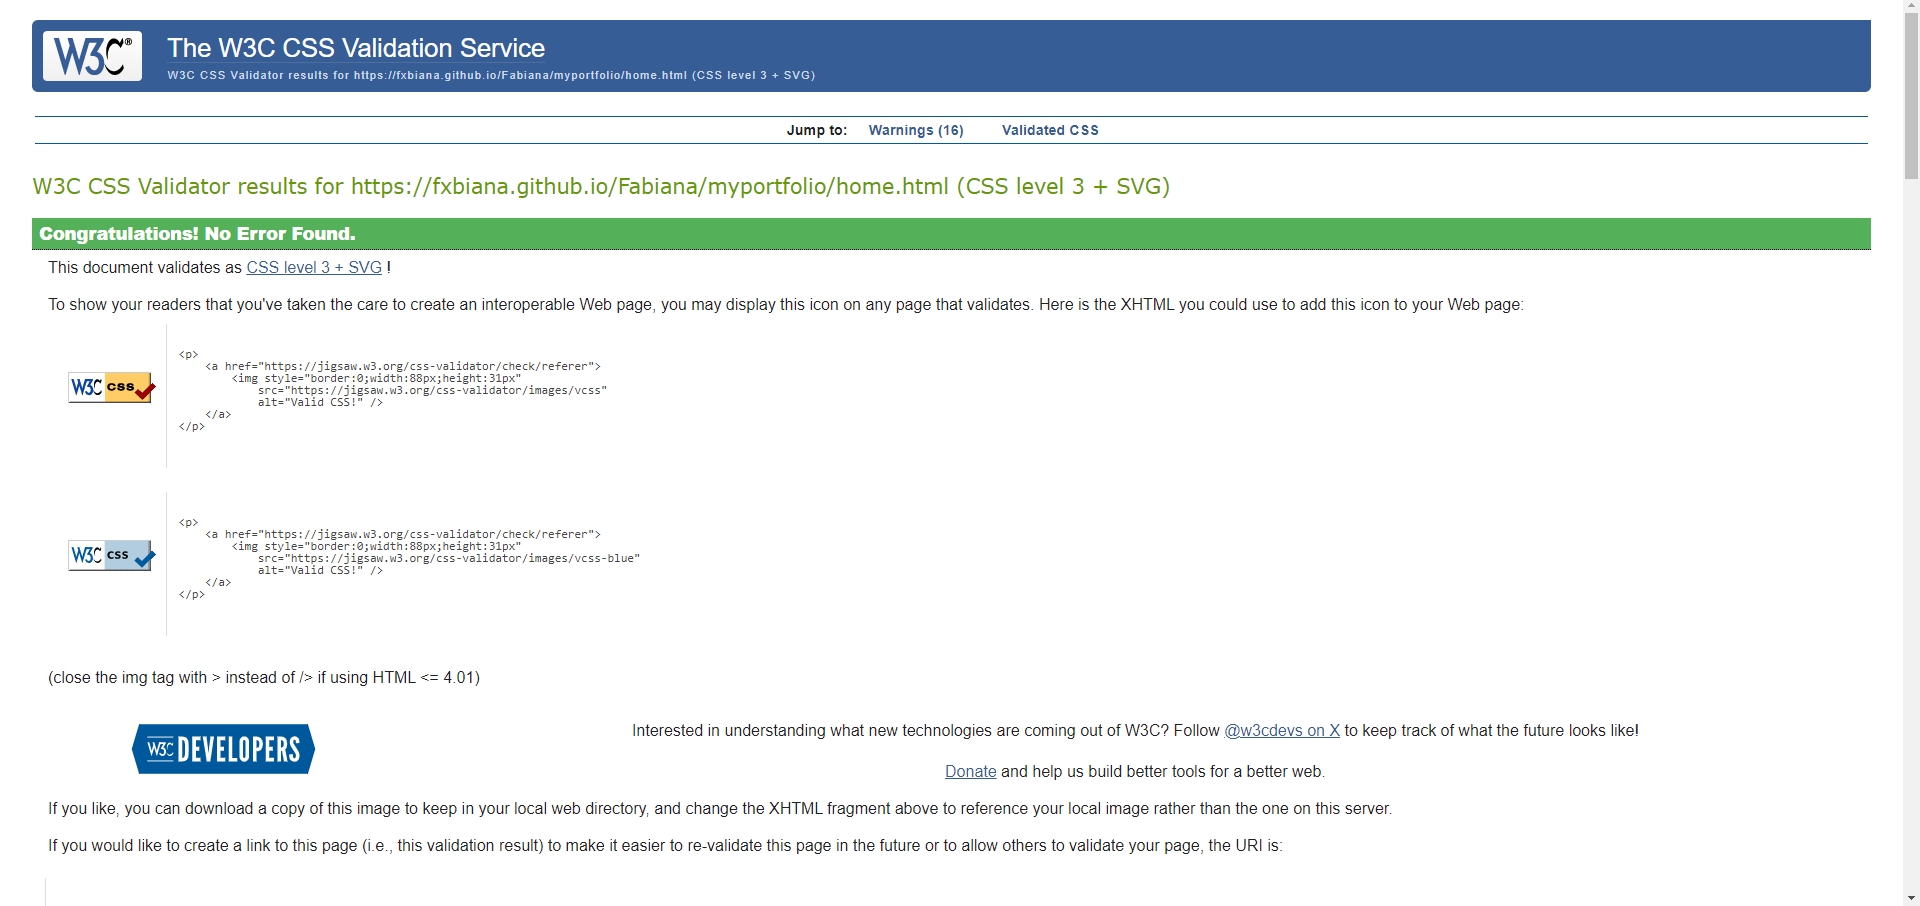 W3C®
The W3C CSS Validation Service
W3C CSS Validator results for https://fxbiana.github.io/Fabiana/myportfolio/home.html (CSS level 3 + SVG)
Jump to: Warnings (16) Validated CSS
W3C CSS Validator results for https://fxbiana.github.io/Fabiana/myportfolio/home.html (CSS level 3 + SVG)
Congratulations! No Error Found.
This document validates as CSS level 3 + SVG !
To show your readers that you've taken the care to create an interoperable Web page, you may display this icon on any page that validates. Here is the XHTML you could use to add this icon to your Web page:
W3C css
<p>
    <a href="https://jigsaw.w3.org/css-validator/check/referer">
        <img style="border:0;width:88px;height:31px"
            src="https://jigsaw.w3.org/css-validator/images/vcss"
            alt="Valid CSS!" />
    </a>
</p>
W3C css
<p>
    <a href="https://jigsaw.w3.org/css-validator/check/referer">
        <img style="border:0;width:88px;height:31px"
            src="https://jigsaw.w3.org/css-validator/images/vcss-blue"
            alt="Valid CSS!" />
    </a>
</p>
(close the img tag with > instead of /> if using HTML <= 4.01)
W3C DEVELOPERS
Interested in understanding what new technologies are coming out of W3C? Follow @w3cdevs on X to keep track of what the future looks like!
Donate and help us build better tools for a better web.
If you like, you can download a copy of this image to keep in your local web directory, and change the XHTML fragment above to reference your local image rather than the one on this server.
If you would like to create a link to this page (i.e., this validation result) to make it easier to re-validate this page in the future or to allow others to validate your page, the URI is: